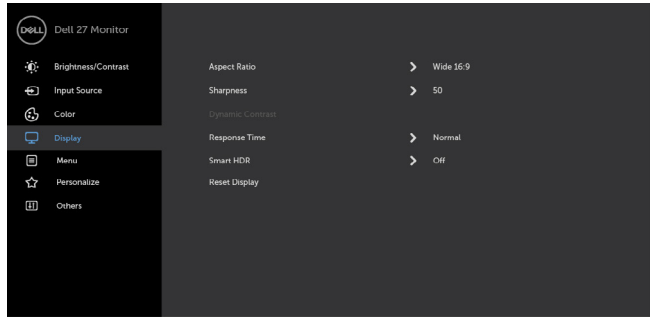 DELL Dell 27 Monitor
Brightness/Contrast
Input Source
Color
Display
Menu
Personalize
Others
Aspect Ratio Wide 16:9
Sharpness 50
Dynamic Contrast
Response Time Normal
Smart HDR Off
Reset Display